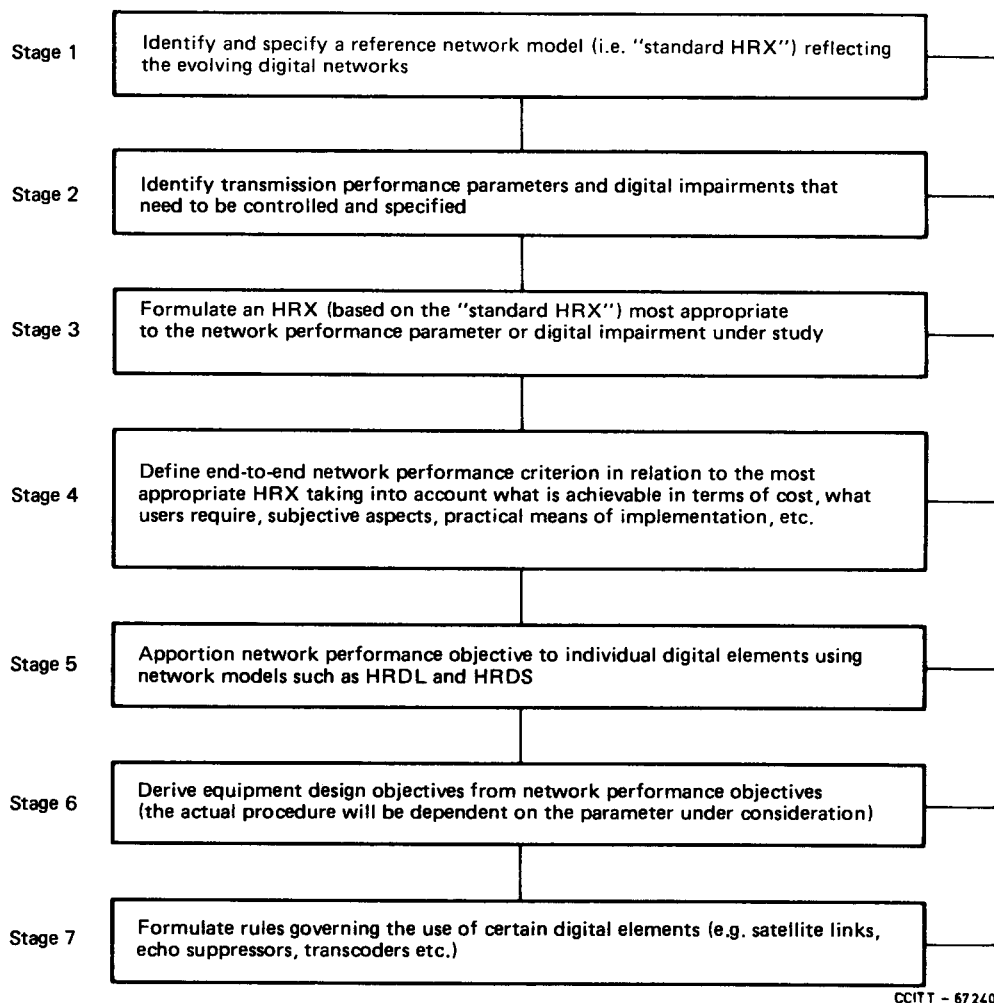 Stage 1
Identify and specify a reference network model (i.e. "standard HRX") reflecting
the evolving digital networks
Stage 2
Identify transmission performance parameters and digital impairments that
need to be controlled and specified
Stage 3
Formulate an HRX (based on the "standard HRX") most appropriate
to the network performance parameter or digital impairment under study
Stage 4
Define end-to-end network performance criterion in relation to the most
appropriate HRX taking into account what is achievable in terms of cost, what
users require, subjective aspects, practical means of implementation, etc.
Stage 5
Apportion network performance objective to individual digital elements using
network models such as HRDL and HRDS
Stage 6
Derive equipment design objectives from network performance objectives
(the actual procedure will be dependent on the parameter under consideration)
Stage 7
Formulate rules governing the use of certain digital elements (e.g. satellite links,
echo suppressors, transcoders etc.)
CCITT - 67240